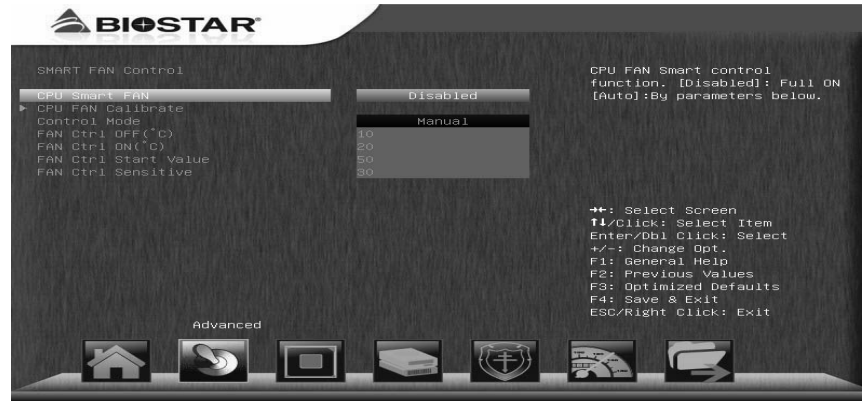 BIOSTAR®
SMART FAN Control
CPU Smart FAN Disabled
CPU FAN Calibrate
Control Mode Manual
FAN Ctrl OFF(°C) 10
FAN Ctrl ON(°C) 20
FAN Ctrl Start Value 50
FAN Ctrl Sensitive 30
CPU FAN Smart control
function. [Disabled]: Full ON
[Auto]:By parameters below.
→←: Select Screen
↑↓/Click: Select Item
Enter/Dbl Click: Select
+/-: Change Opt.
F1: General Help
F2: Previous Values
F3: Optimized Defaults
F4: Save & Exit
ESC/Right Click: Exit
Advanced